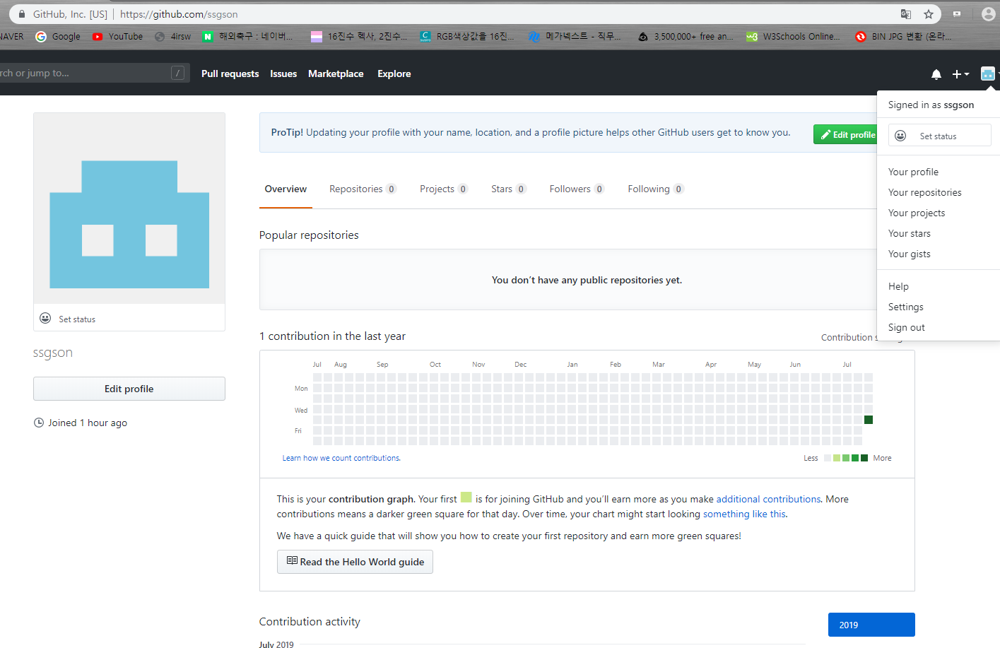 GitHub, Inc. [US] | https://github.com/ssgson
NAVER Google YouTube 4irsw 해외축구 : 네이버... 16진수 헥사, 2진수... RGB색상값을 16진... 메가넥스트 - 직무... 3,500,000+ free an... W3Schools Online... BIN JPG 변환 (온라...
rch or jump to... / Pull requests Issues Marketplace Explore
Signed in as ssgson
Set status
Your profile
Your repositories
Your projects
Your stars
Your gists
Help
Settings
Sign out
ProTip! Updating your profile with your name, location, and a profile picture helps other GitHub users get to know you. Edit profile
Overview Repositories 0 Projects 0 Stars 0 Followers 0 Following 0
Set status
ssgson
Edit profile
Joined 1 hour ago
Popular repositories
You don't have any public repositories yet.
1 contribution in the last year Contribution
Jul Aug Sep Oct Nov Dec Jan Feb Mar Apr May Jun Jul
Mon
Wed
Fri
Learn how we count contributions. Less More
This is your contribution graph. Your first is for joining GitHub and you'll earn more as you make additional contributions. More
contributions means a darker green square for that day. Over time, your chart might start looking something like this.
We have a quick guide that will show you how to create your first repository and earn more green squares!
Read the Hello World guide
Contribution activity 2019
July 2019